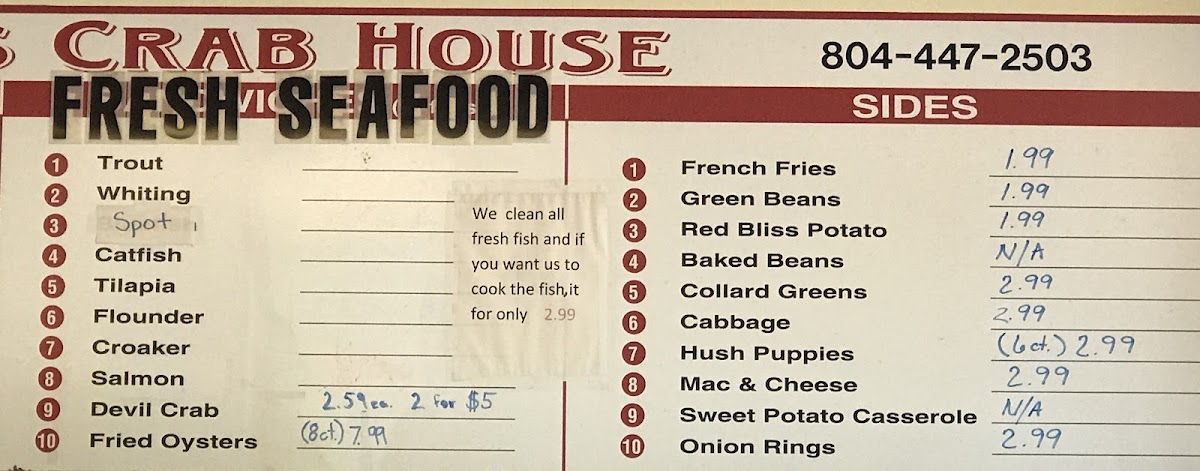 CRAB HOUSE
804-447-2503
FRESH SEAFOOD
1 Trout
2 Whiting
3 Spot
4 Catfish
5 Tilapia
6 Flounder
7 Croaker
8 Salmon
9 Devil Crab 2.59 ea. 2 for $5
10 Fried Oysters (8ct.) 7.99
We clean all
fresh fish and if
you want us to
cook the fish,it
for only 2.99
SIDES
1 French Fries 1.99
2 Green Beans 1.99
3 Red Bliss Potato 1.99
4 Baked Beans N/A
5 Collard Greens 2.99
6 Cabbage 2.99
7 Hush Puppies (6ct.) 2.99
8 Mac & Cheese 2.99
9 Sweet Potato Casserole N/A
10 Onion Rings 2.99